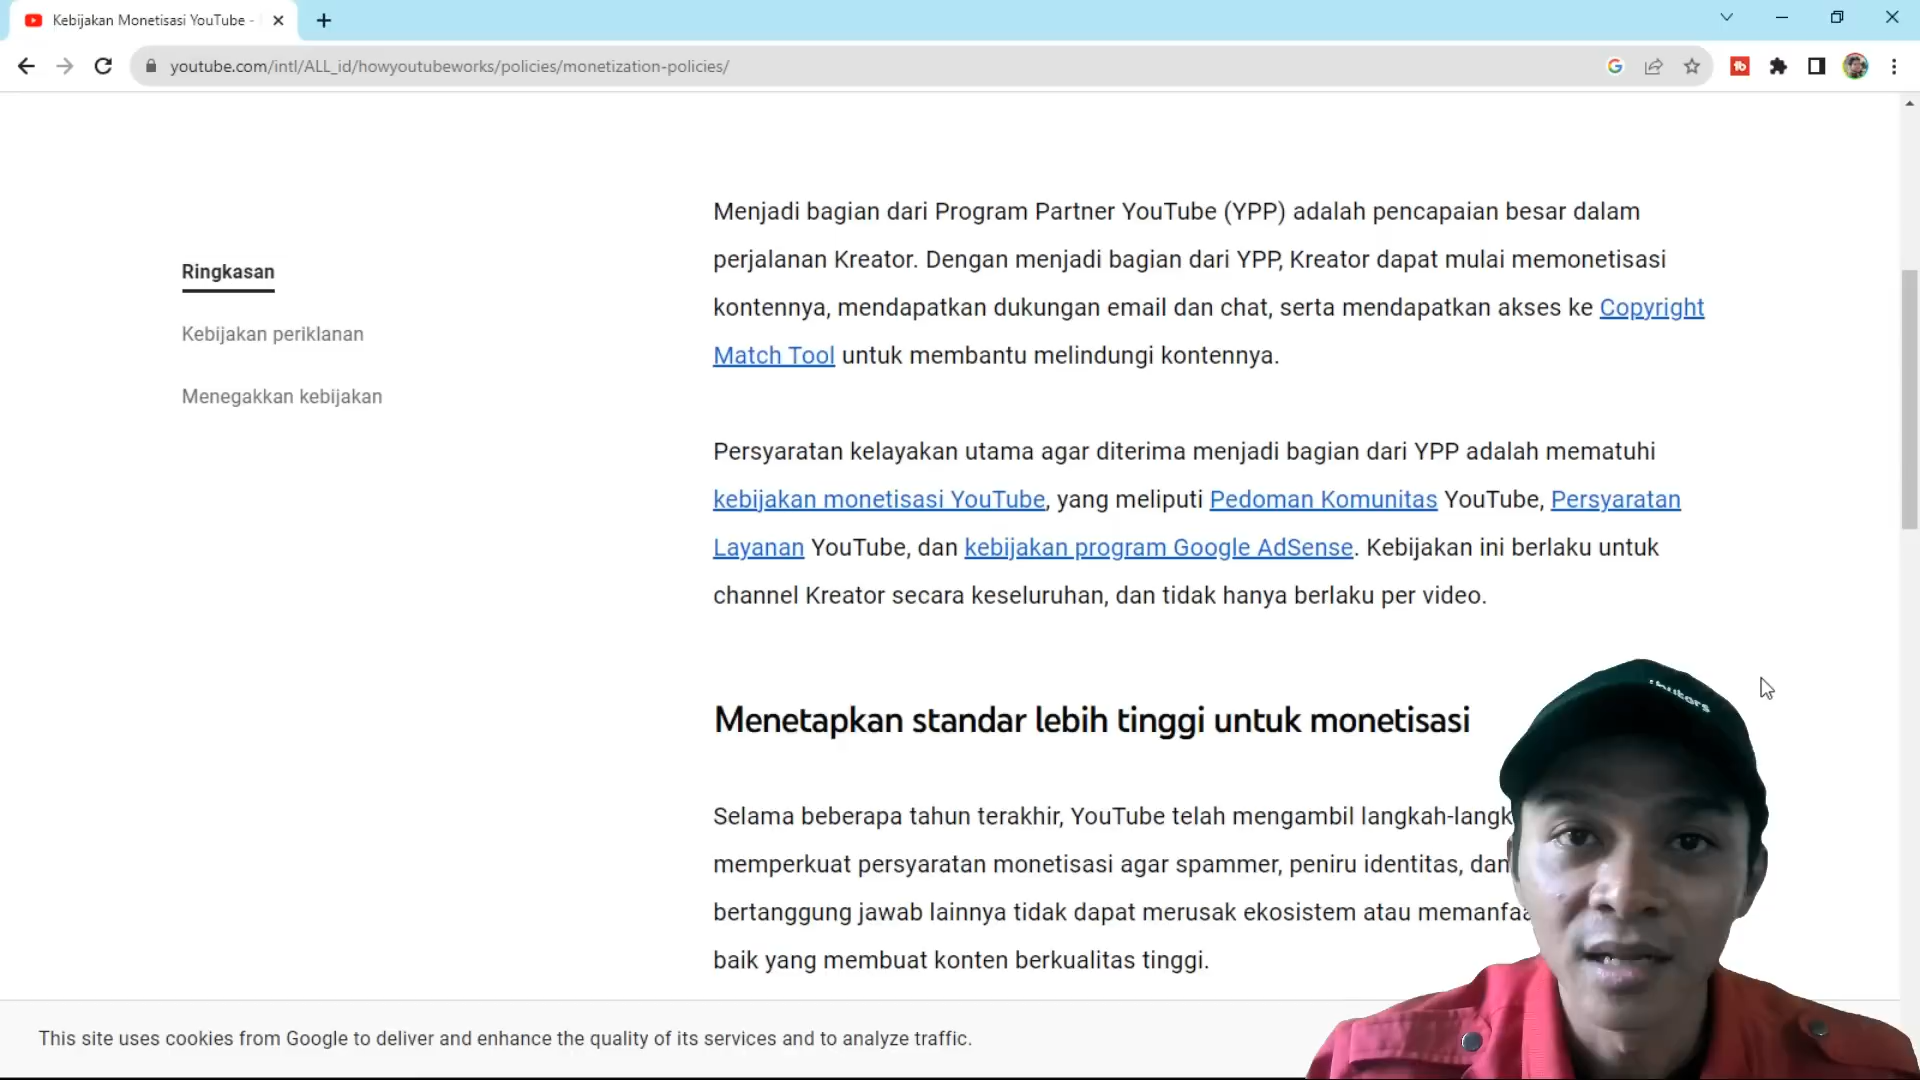 Kebijakan Monetisasi YouTube -
youtube.com/intl/ALL_id/howyoutubeworks/policies/monetization-policies/
Ringkasan
Kebijakan periklanan
Menegakkan kebijakan
Menjadi bagian dari Program Partner YouTube (YPP) adalah pencapaian besar dalam
perjalanan Kreator. Dengan menjadi bagian dari YPP, Kreator dapat mulai memonetisasi
kontennya, mendapatkan dukungan email dan chat, serta mendapatkan akses ke Copyright
Match Tool untuk membantu melindungi kontennya.
Persyaratan kelayakan utama agar diterima menjadi bagian dari YPP adalah mematuhi
kebijakan monetisasi YouTube, yang meliputi Pedoman Komunitas YouTube, Persyaratan
Layanan YouTube, dan kebijakan program Google AdSense. Kebijakan ini berlaku untuk
channel Kreator secara keseluruhan, dan tidak hanya berlaku per video.
Menetapkan standar lebih tinggi untuk monetisasi
Selama beberapa tahun terakhir, YouTube telah mengambil langkah-langk
memperkuat persyaratan monetisasi agar spammer, peniru identitas, dan
bertanggung jawab lainnya tidak dapat merusak ekosistem atau memanfaa
baik yang membuat konten berkualitas tinggi.
This site uses cookies from Google to deliver and enhance the quality of its services and to analyze traffic.